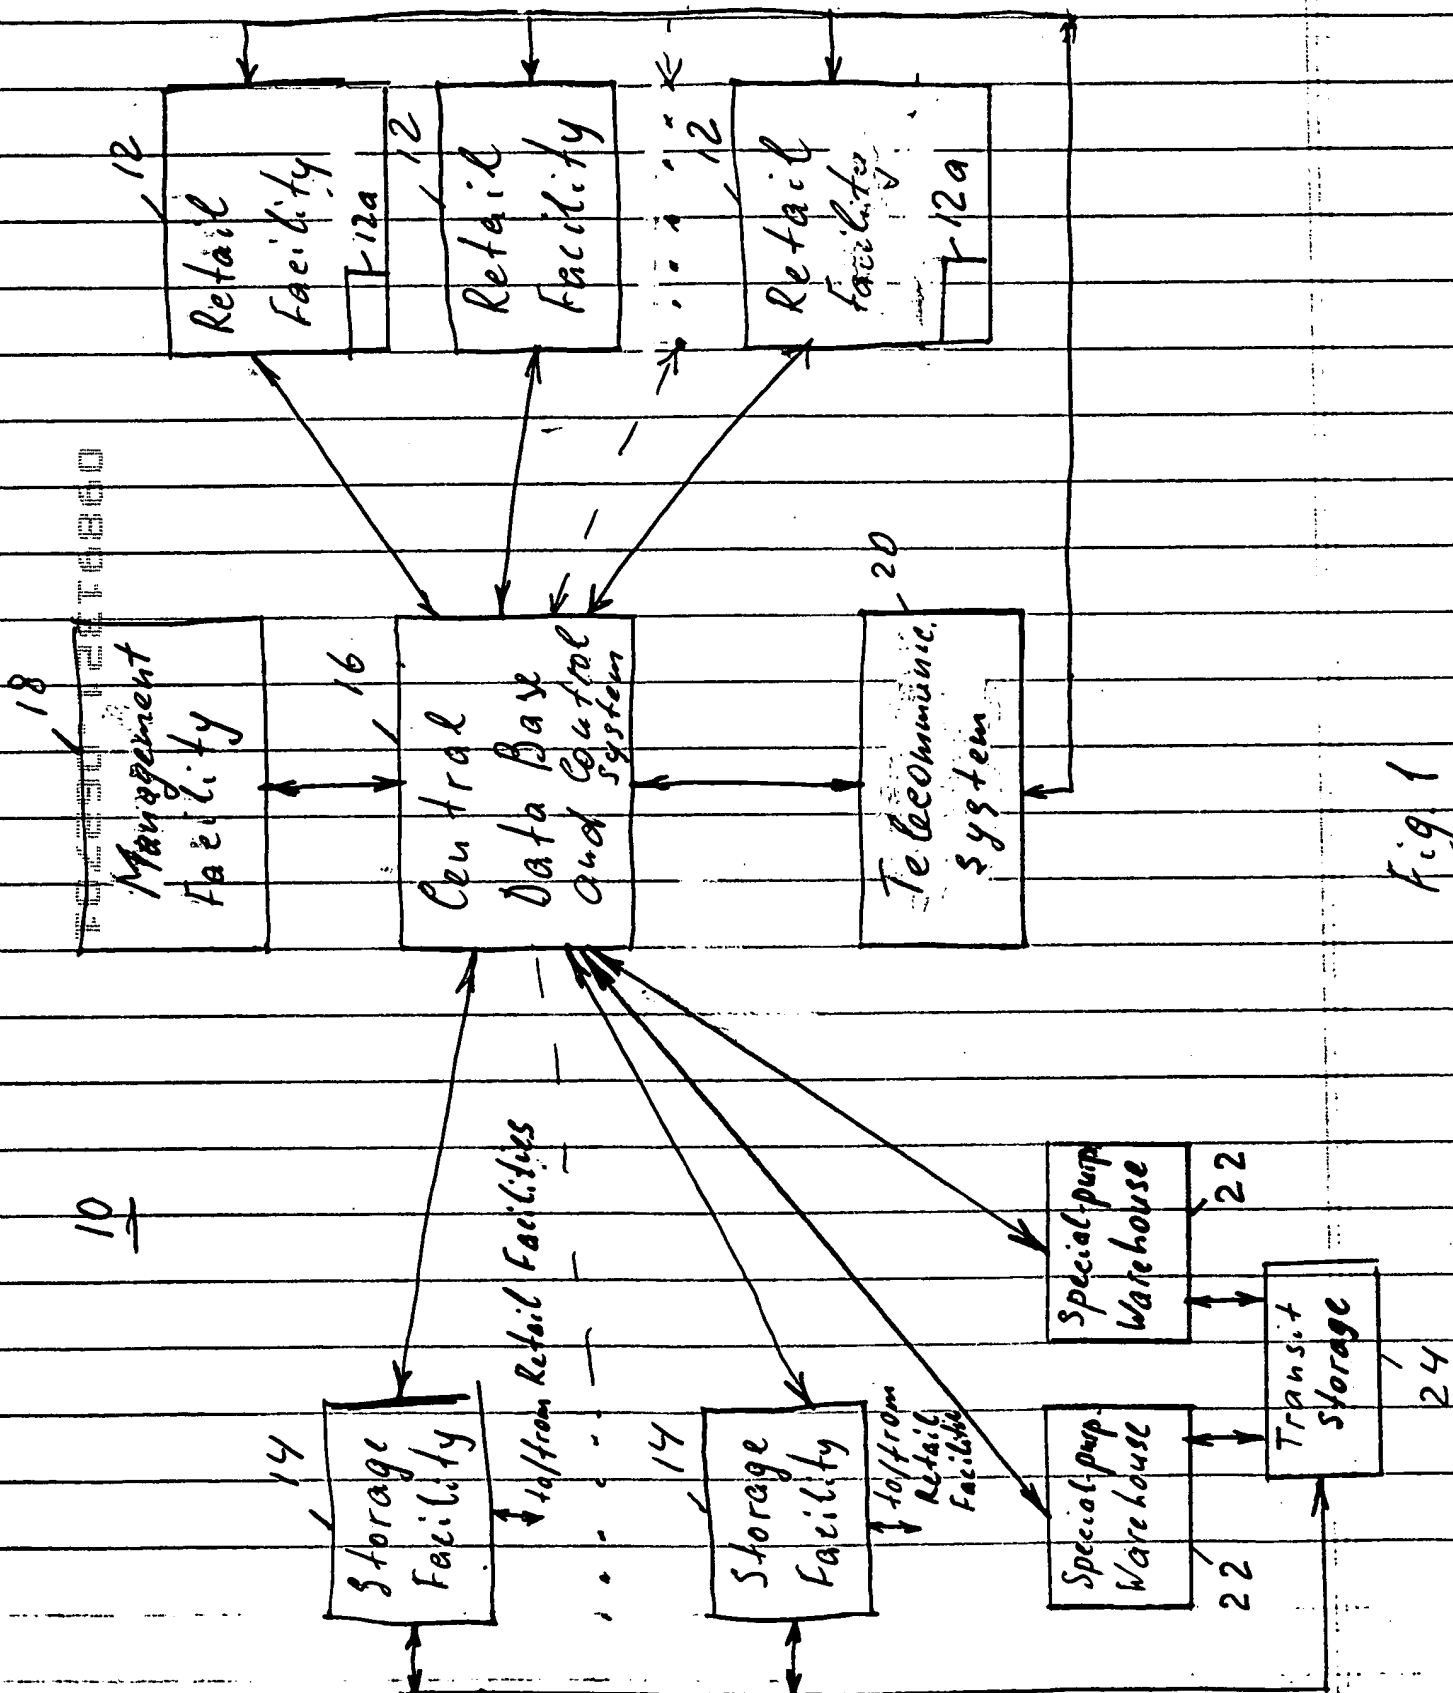 10
18
Management
Facility
16
Central
Data Base
and Control
System
20
Telecommunic.
System
14
Storage
Facility
to/from Retail Facilities
14
Storage
Facility
to/from
Retail
Facilities
Special-purp.
Warehouse
22
Special-purp.
Warehouse
22
Transit
Storage
24
12
Retail
Facility
12a
12
Retail
Facility
12
Retail
Facility
12a
Fig. 1